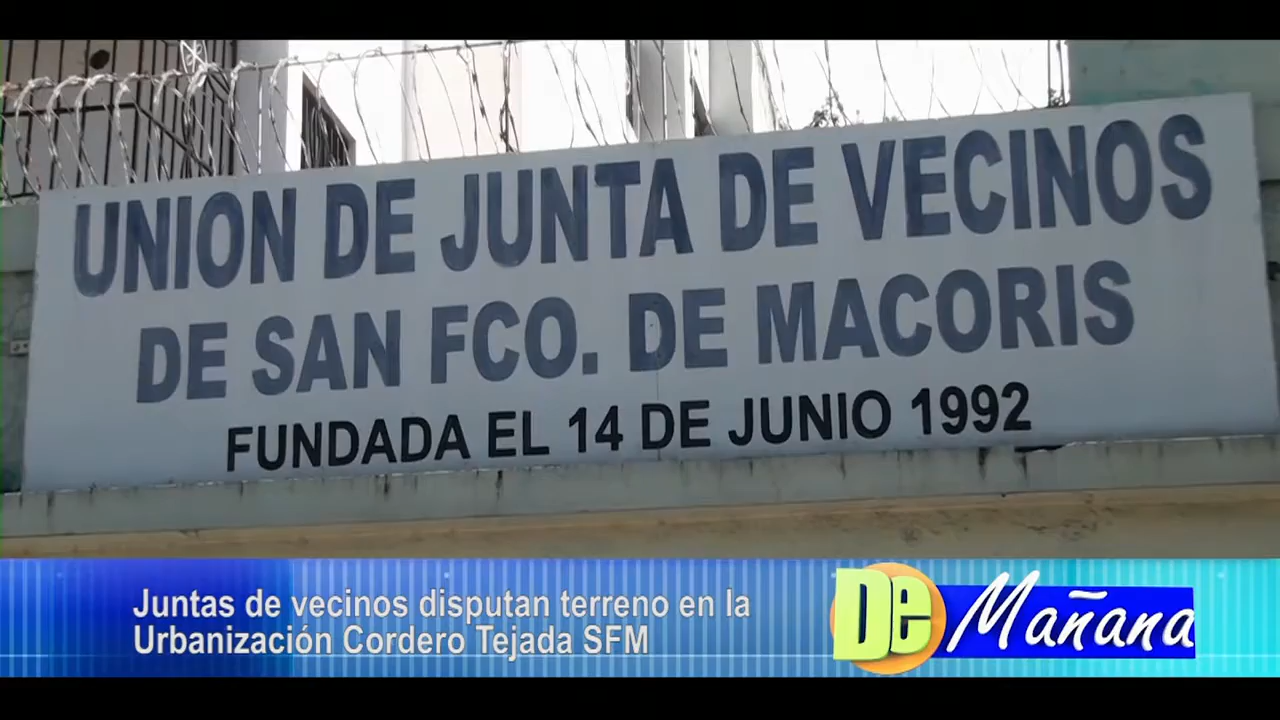 UNION DE JUNTA DE VECINOS
DE SAN FCO. DE MACORIS
FUNDADA EL 14 DE JUNIO 1992
Juntas de vecinos disputan terreno en la
Urbanización Cordero Tejada SFM
De Mañana